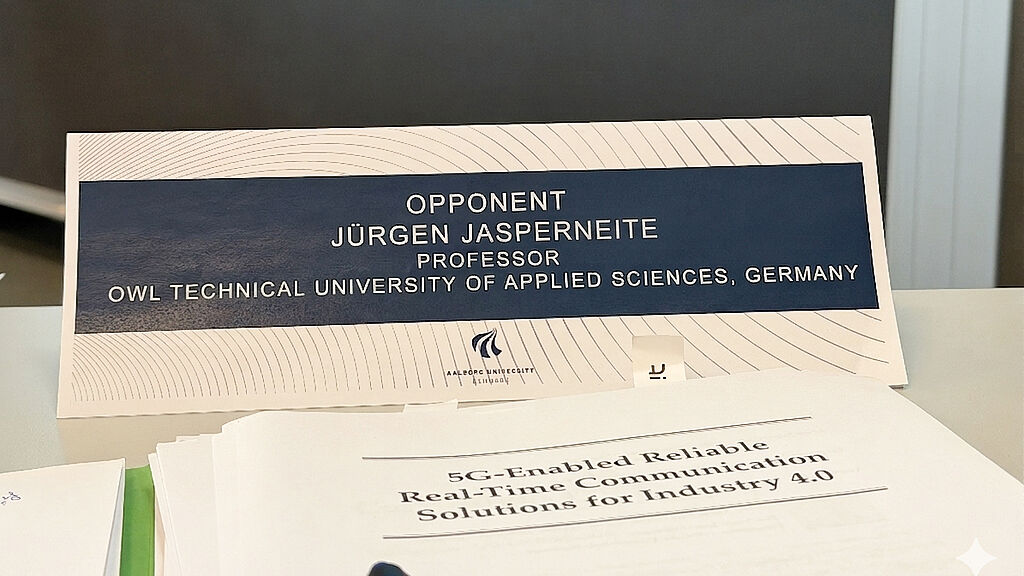 OPPONENT
JÜRGEN JASPERNEITE
PROFESSOR
OWL TECHNICAL UNIVERSITY OF APPLIED SCIENCES, GERMANY
AALBORG UNIVERSITY
5G-Enabled Reliable
Real-Time Communication
Solutions for Industry 4.0